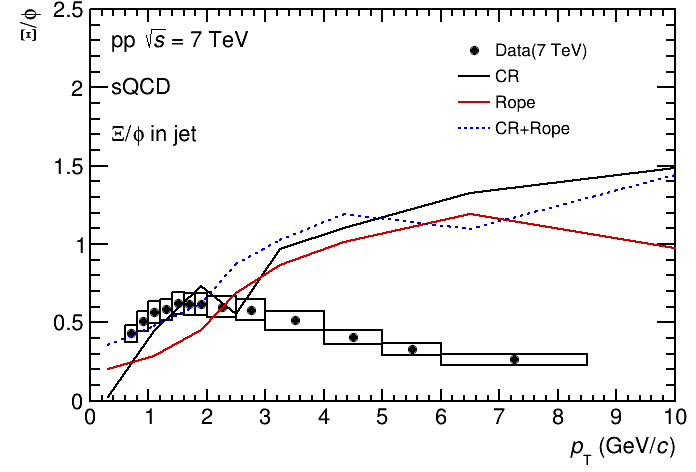 Ξ/ϕ
pp √s = 7 TeV
sQCD
Ξ/ϕ in jet
Data(7 TeV)
CR
Rope
CR+Rope
2.5
2
1.5
1
0.5
0
0 1 2 3 4 5 6 7 8 9 10
p_T (GeV/c)